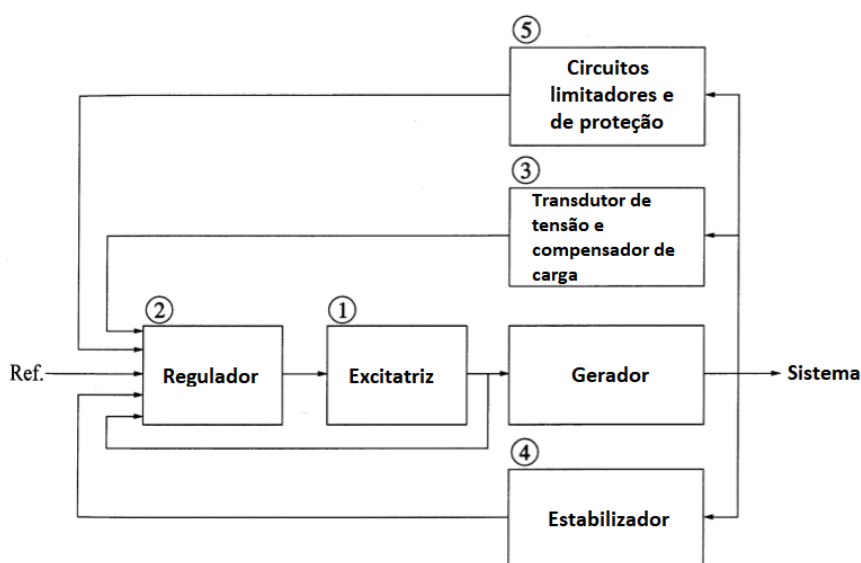 ⑤
Circuitos
limitadores e
de proteção
③
Transdutor de
tensão e
compensador de
carga
②
①
Ref.
Regulador
Excitatriz
Gerador
Sistema
④
Estabilizador